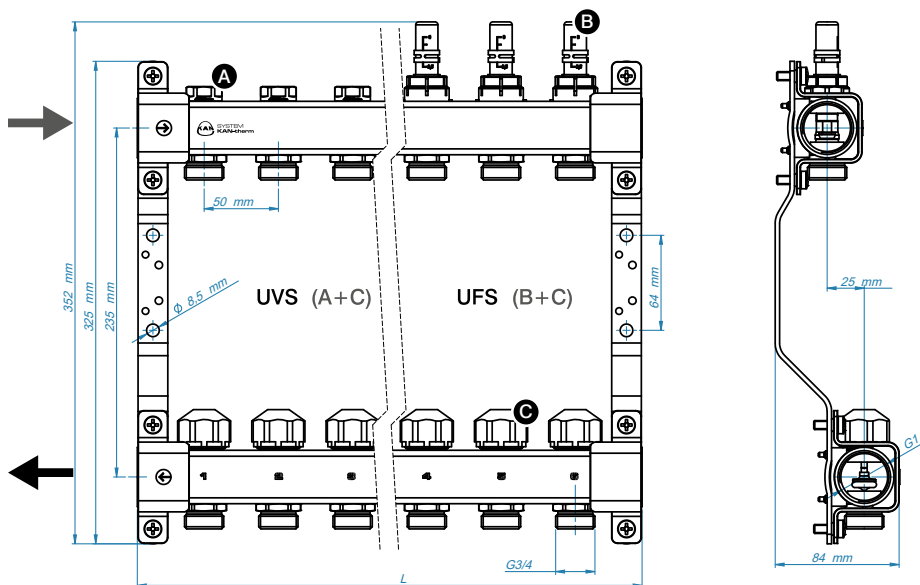 B
A
KAN SYSTEM
KAN-therm
50 mm
352 mm
325 mm
235 mm
Ø 8,5 mm
UVS (A+C)
UFS (B+C)
64 mm
25 mm
C
1 2 3 4 5 6
G1
G3/4
L
84 mm